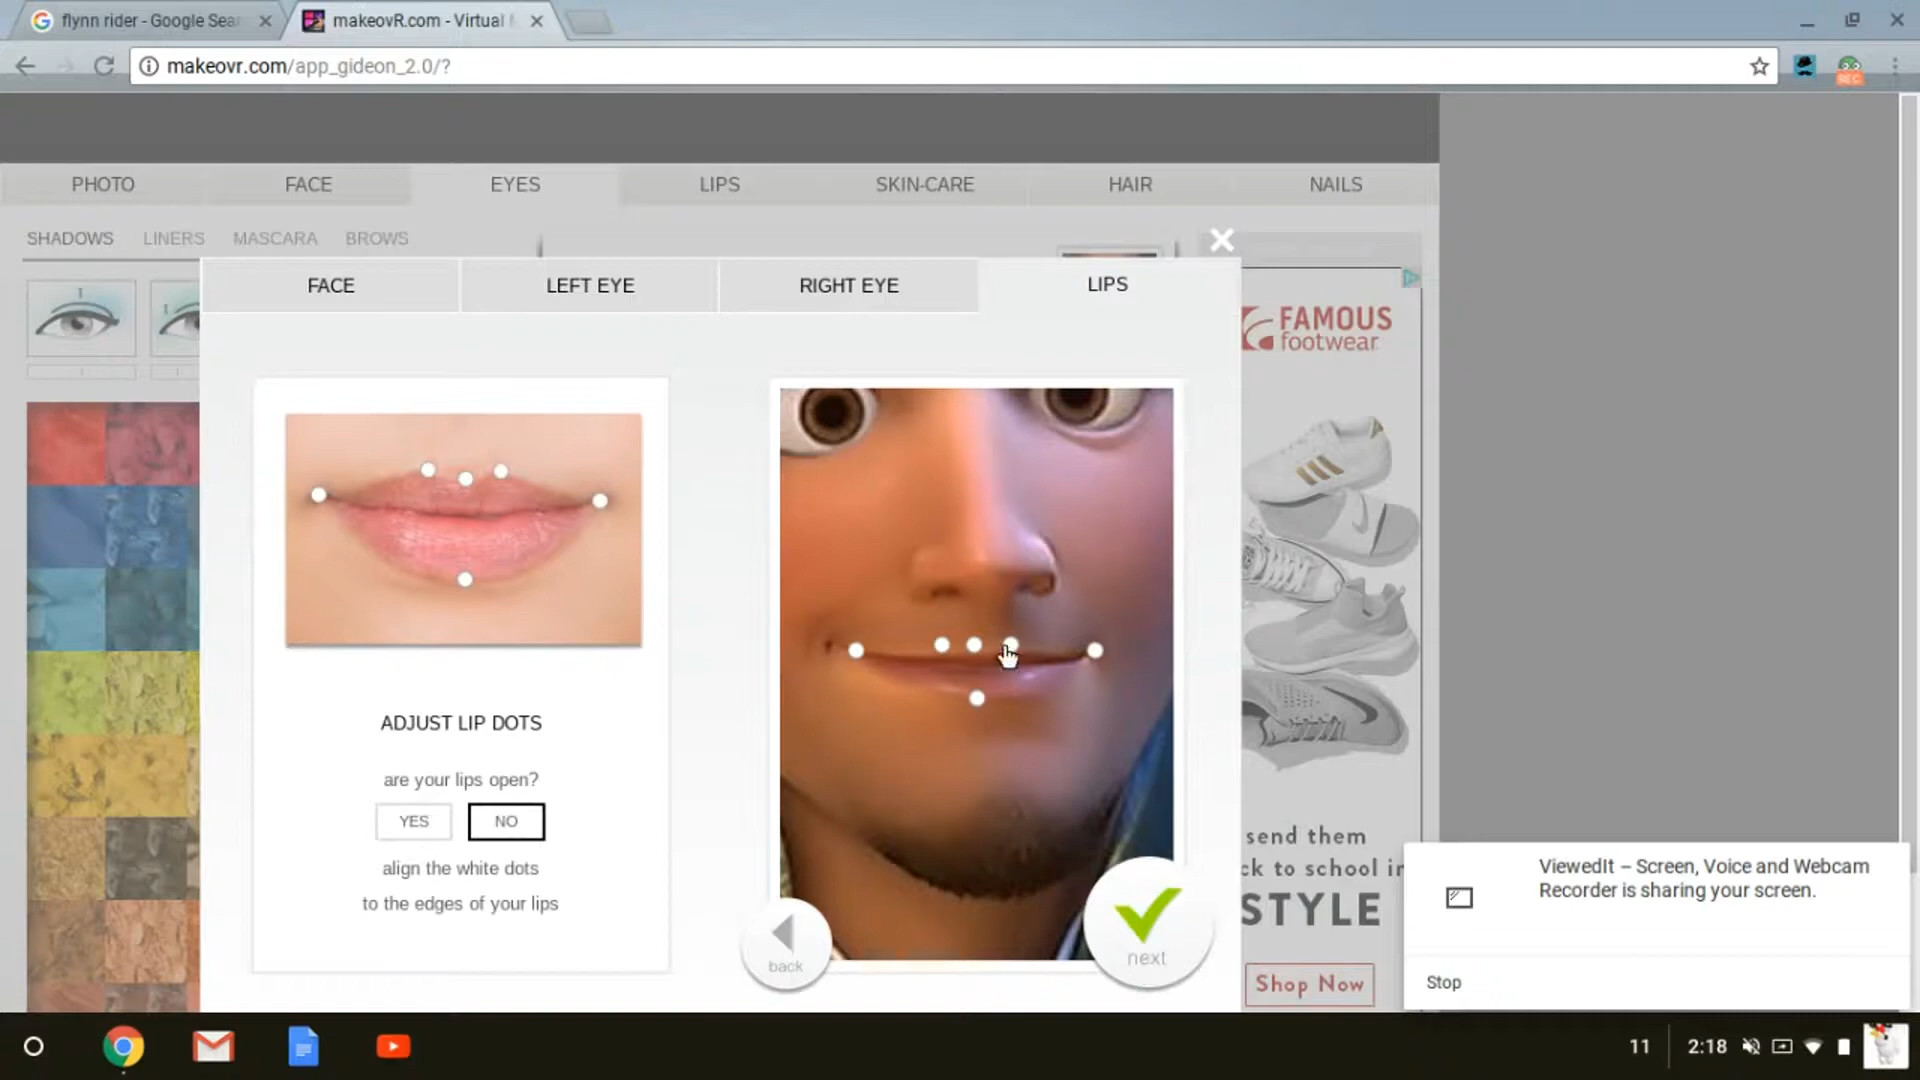 flynn rider - Google Sea
makeovR.com - Virtual
makeovr.com/app_gideon_2.0/?
REC
PHOTO
FACE
EYES
LIPS
SKIN-CARE
HAIR
NAILS
SHADOWS
LINERS
MASCARA
BROWS
FACE
LEFT EYE
RIGHT EYE
LIPS
FAMOUS
footwear
ADJUST LIP DOTS
are your lips open?
YES
NO
align the white dots
to the edges of your lips
back
next
send them
ck to school in
STYLE
Shop Now
ViewedIt – Screen, Voice and Webcam
Recorder is sharing your screen.
Stop
11
2:18